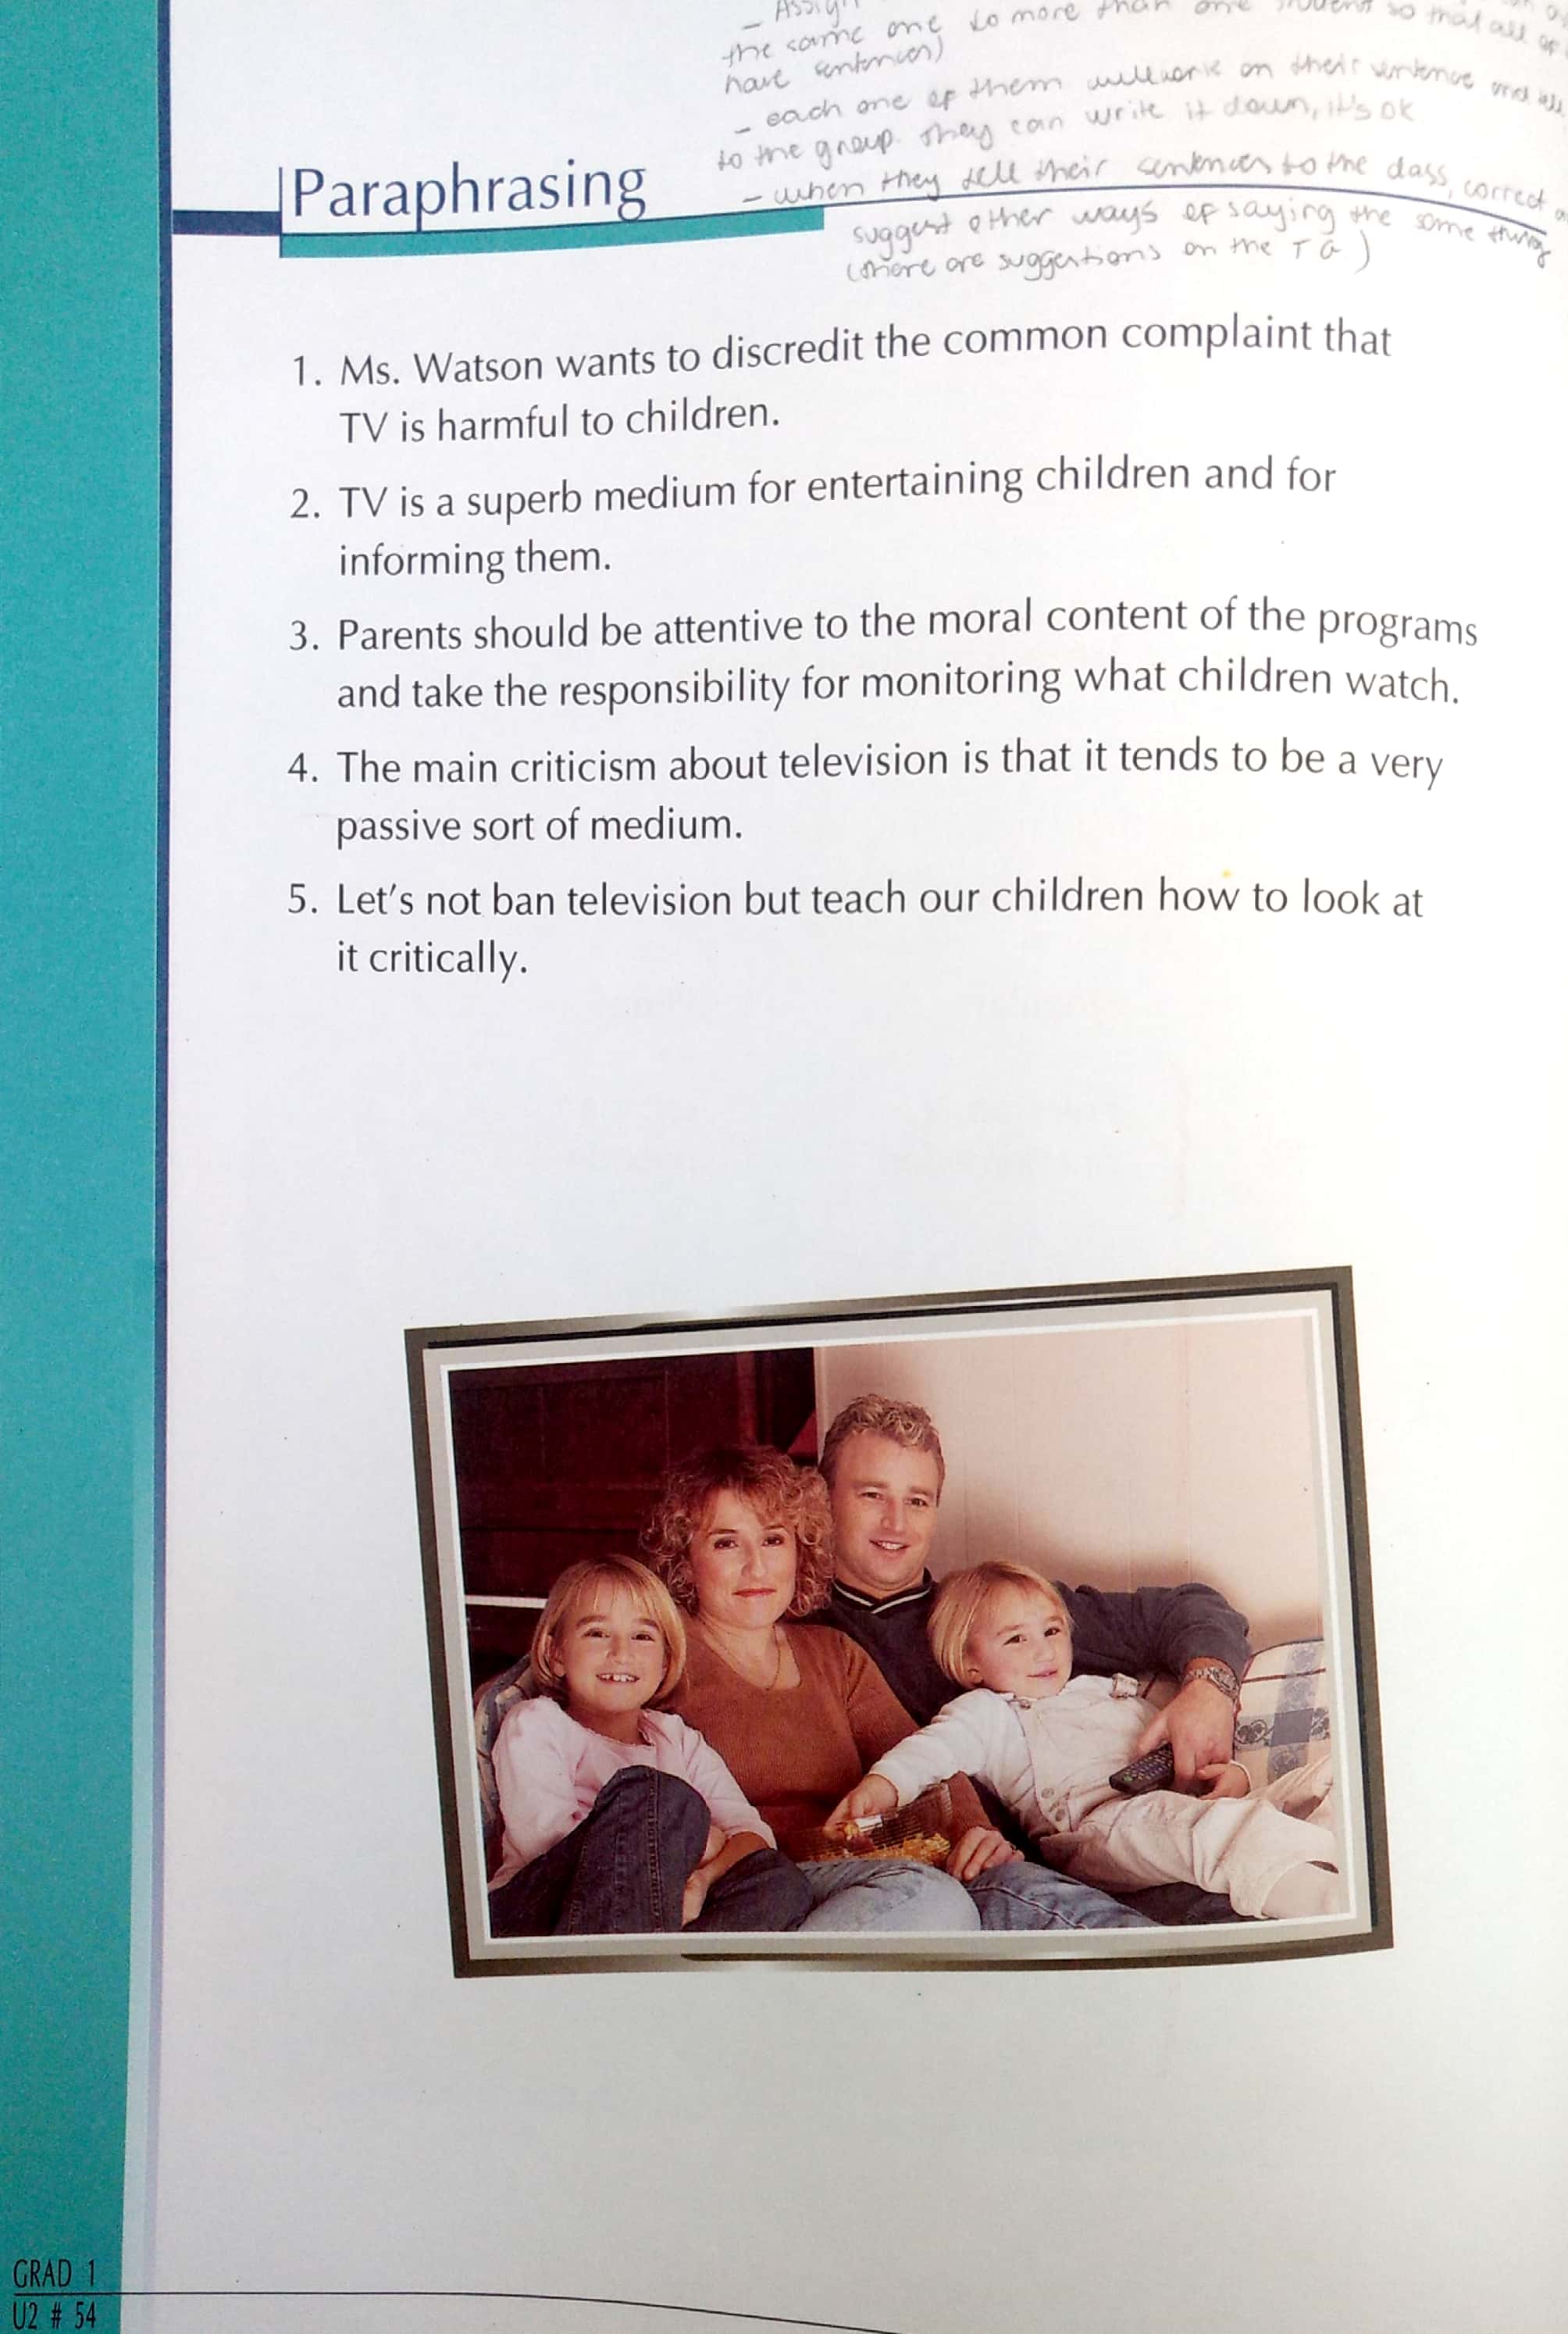 - Assign
the same one to more than one student so that all of
have sentences)
- each one of them will work on their sentence and
to the group. They can write it down, it's ok
- when they tell their sentences to the class, correct
suggest other ways of saying the same thing
(there are suggestions on the TG)
Paraphrasing
1. Ms. Watson wants to discredit the common complaint that
TV is harmful to children.
2. TV is a superb medium for entertaining children and for
informing them.
3. Parents should be attentive to the moral content of the programs
and take the responsibility for monitoring what children watch.
4. The main criticism about television is that it tends to be a very
passive sort of medium.
5. Let's not ban television but teach our children how to look at
it critically.
GRAD 1
U2 # 54